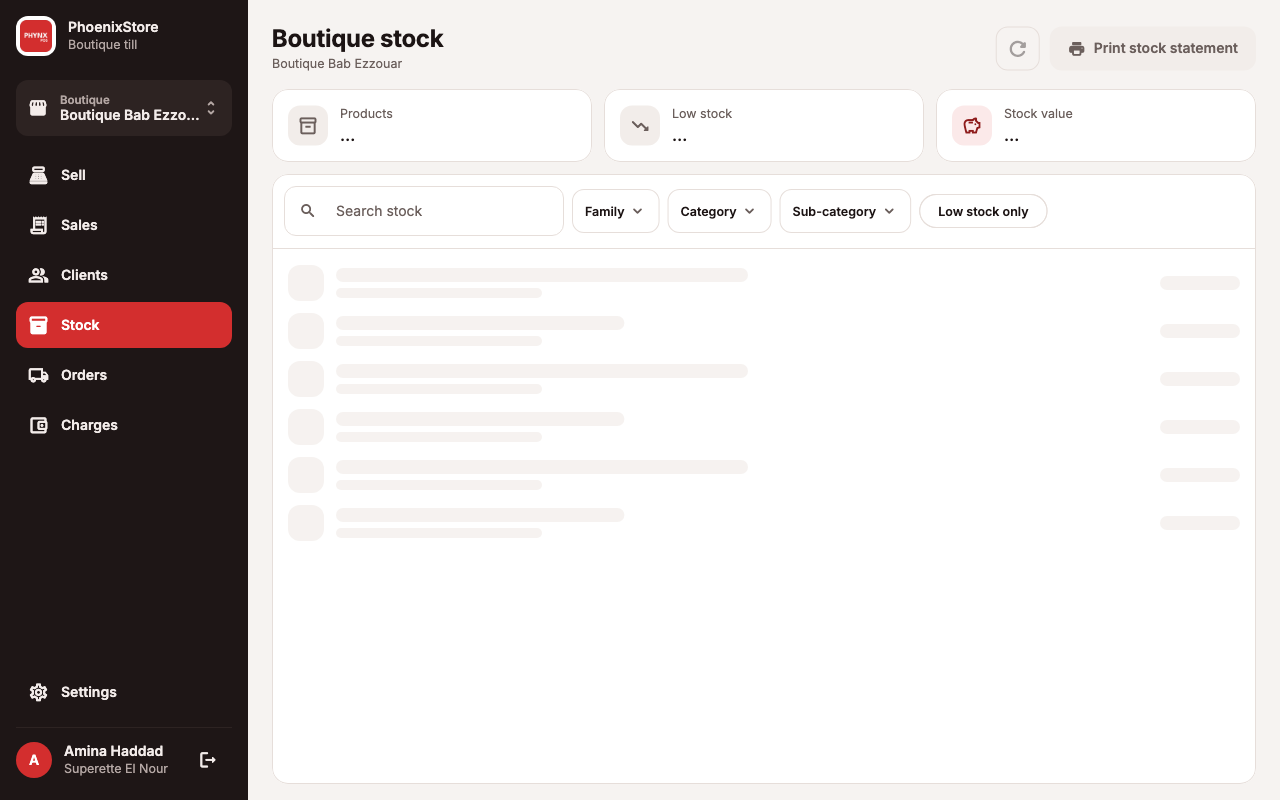 PHYNX
POS
PhoenixStore
Boutique till
Boutique
Boutique Bab Ezzo...
Sell
Sales
Clients
Stock
Orders
Charges
Settings
A
Amina Haddad
Superette El Nour
Boutique stock
Boutique Bab Ezzouar
Print stock statement
Products
...
Low stock
...
Stock value
...
Search stock
Family
Category
Sub-category
Low stock only